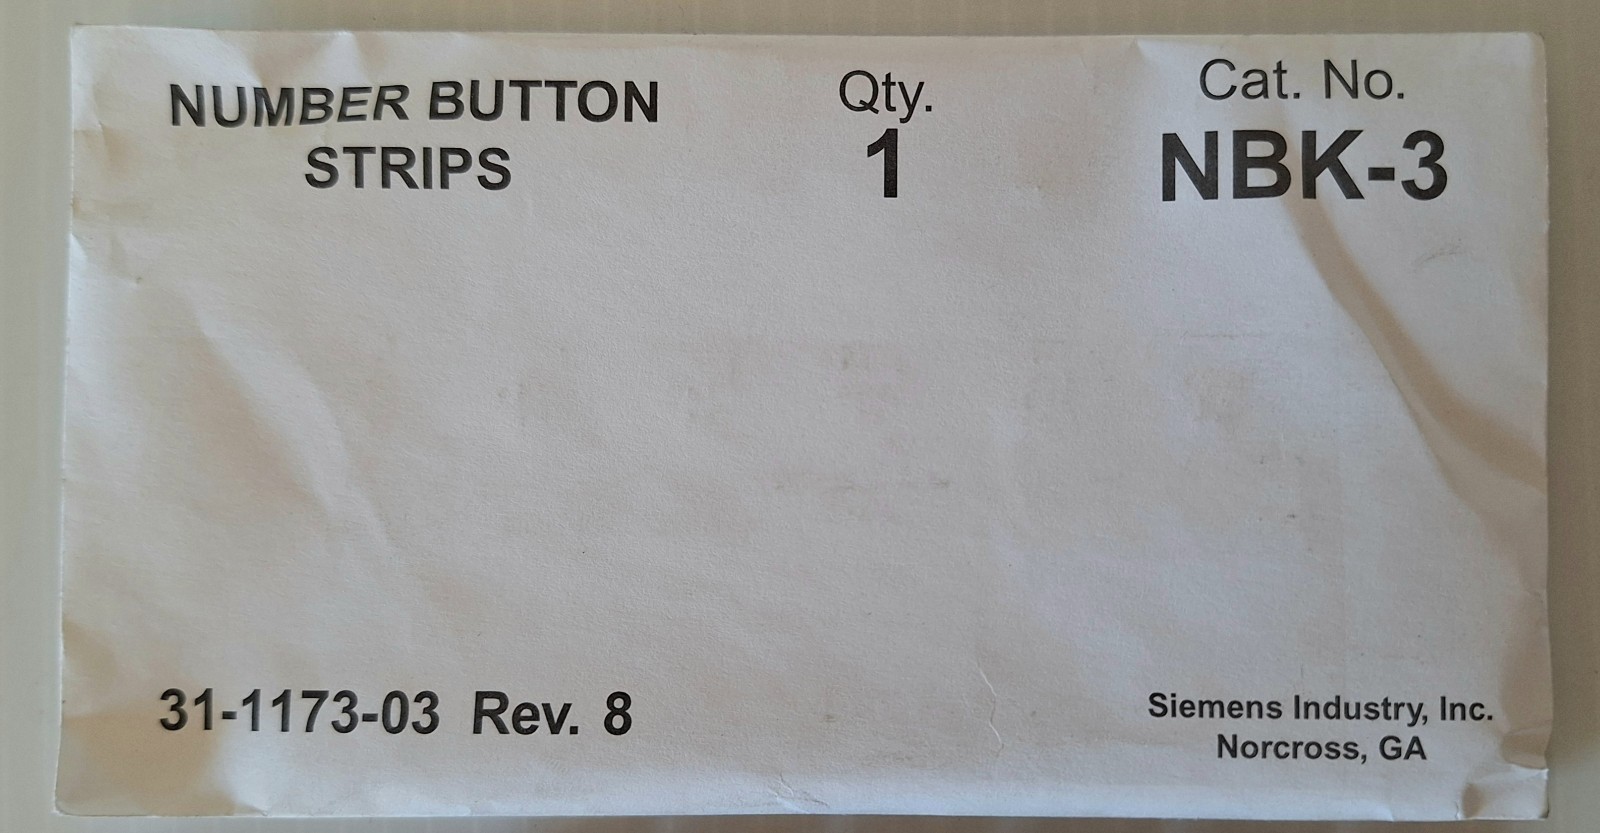 NUMBER BUTTON
STRIPS
Qty.
1
Cat. No.
NBK-3
31-1173-03 Rev. 8
Siemens Industry, Inc.
Norcross, GA